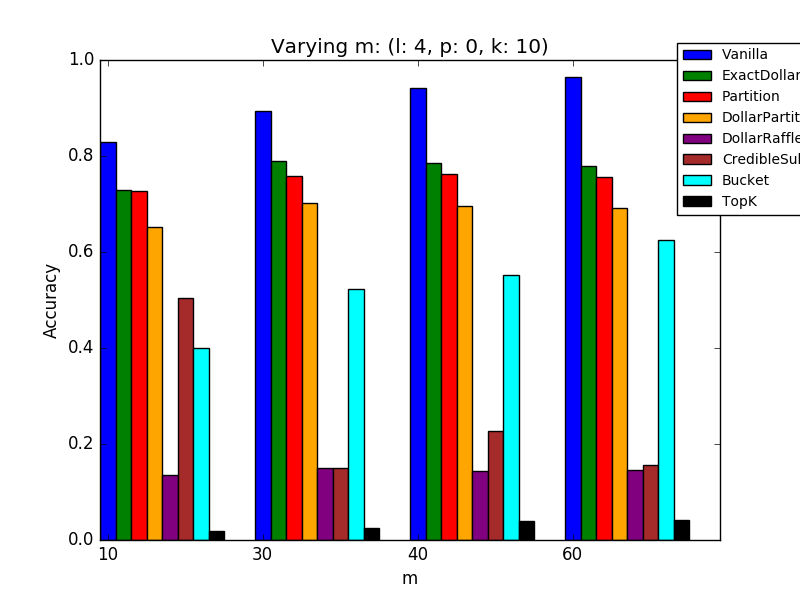 Varying m: (l: 4, p: 0, k: 10)
Vanilla
ExactDollar
Partition
DollarPartit
DollarRaffle
CredibleSul
Bucket
TopK
1.0
0.8
0.6
0.4
0.2
0.0
Accuracy
10 30 40 60
m